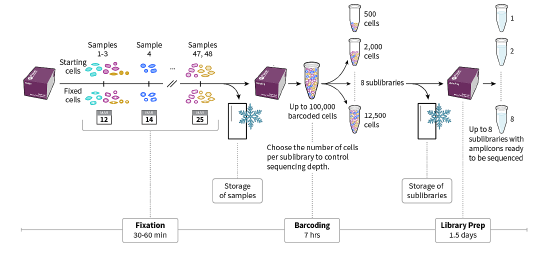 Samples
1-3
Sample
4
...
Samples
47, 48
Starting
cells
Fixed
cells
12
14
25
500
cells
2,000
cells
12,500
cells
8 sublibraries
Up to 100,000
barcoded cells
Choose the number of cells
per sublibrary to control
sequencing depth.
1
2
8
Up to 8
sublibraries with
amplicons ready
to be sequenced
Storage
of samples
Storage of
sublibraries
Fixation
30-60 min
Barcoding
7 hrs
Library Prep
1.5 days